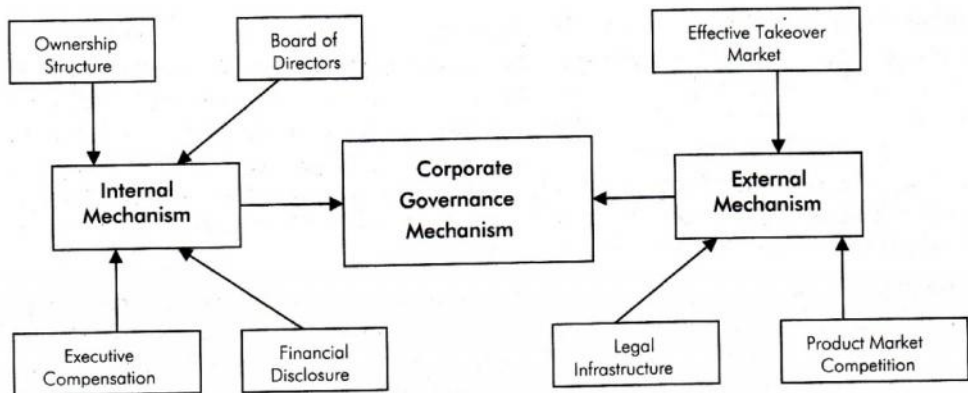 Ownership
Structure
Board of
Directors
Effective Takeover
Market
Internal
Mechanism
Corporate
Governance
Mechanism
External
Mechanism
Executive
Compensation
Financial
Disclosure
Legal
Infrastructure
Product Market
Competition